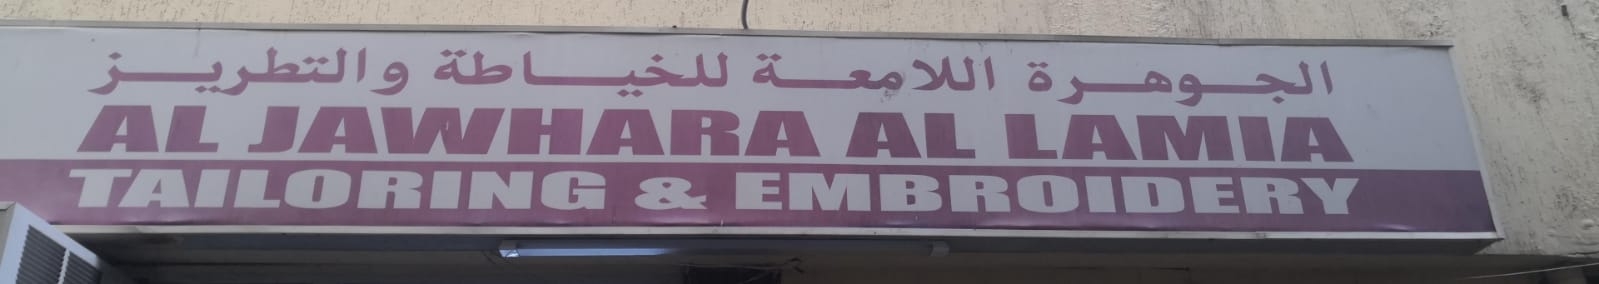 الجوهرة اللامعة للخياطة والتطريز
AL JAWHARA AL LAMIA
TAILORING & EMBROIDERY